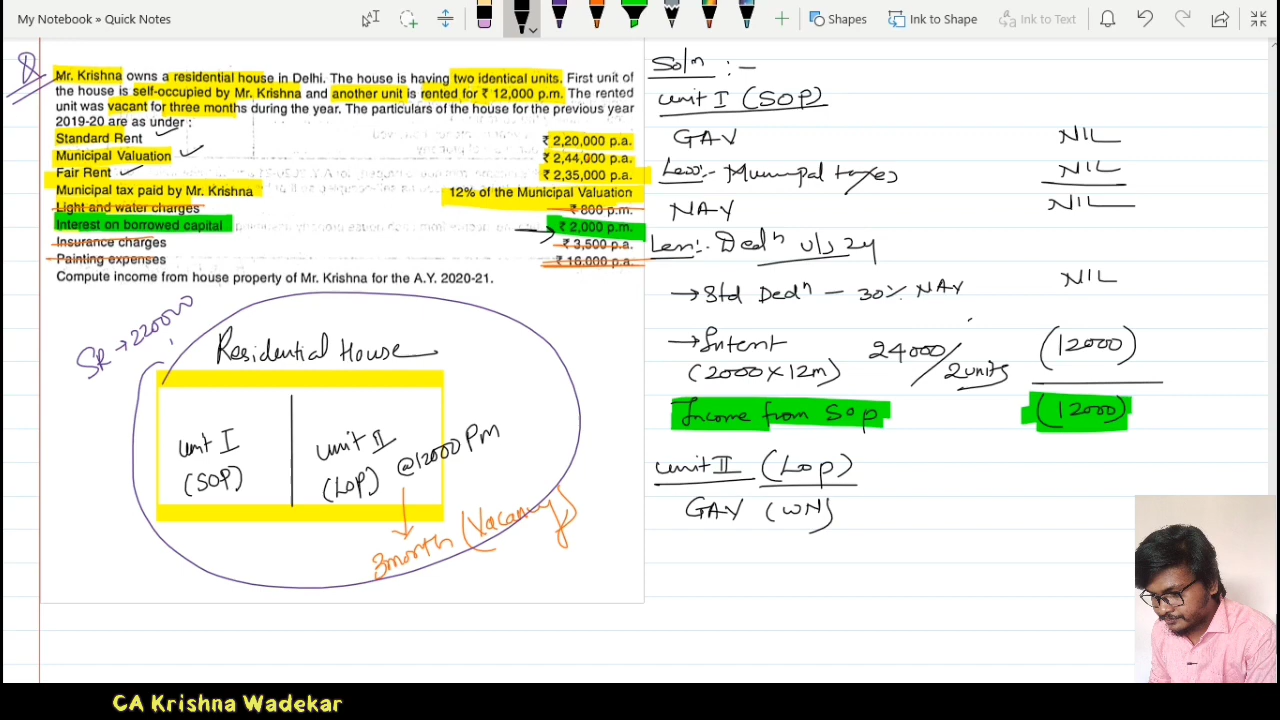 My Notebook » Quick Notes
Shapes
Ink to Shape
Ink to Text
Q
Mr. Krishna owns a residential house in Delhi. The house is having two identical units. First unit of
the house is self-occupied by Mr. Krishna and another unit is rented for ₹ 12,000 p.m. The rented
unit was vacant for three months during the year. The particulars of the house for the previous year
2019-20 are as under :
Standard Rent ₹ 2,20,000 p.a.
Municipal Valuation ₹ 2,44,000 p.a.
Fair Rent ₹ 2,35,000 p.a.
Municipal tax paid by Mr. Krishna 12% of the Municipal Valuation
Light and water charges ₹ 800 p.m.
Interest on borrowed capital ₹ 2,000 p.m.
Insurance charges ₹ 3,500 p.a.
Painting expenses ₹ 16,000 p.a.
Compute income from house property of Mr. Krishna for the A.Y. 2020-21.
SR → 220000
Residential House
unit I
(SOP)
unit II
(LOP) @12000 Pm
3month (Vacancy)
Soln :-
unit I (SOP)
GAV NIL
Less:- Municipal taxes NIL
NAV NIL
Less:- Dedn u/s 24
→ Std Dedn - 30% NAV NIL
→ Interest 24000/2units (12000)
(2000 X 12m)
Income from SOP (12000)
unit II (LOP)
GAV (WN)
CA Krishna Wadekar